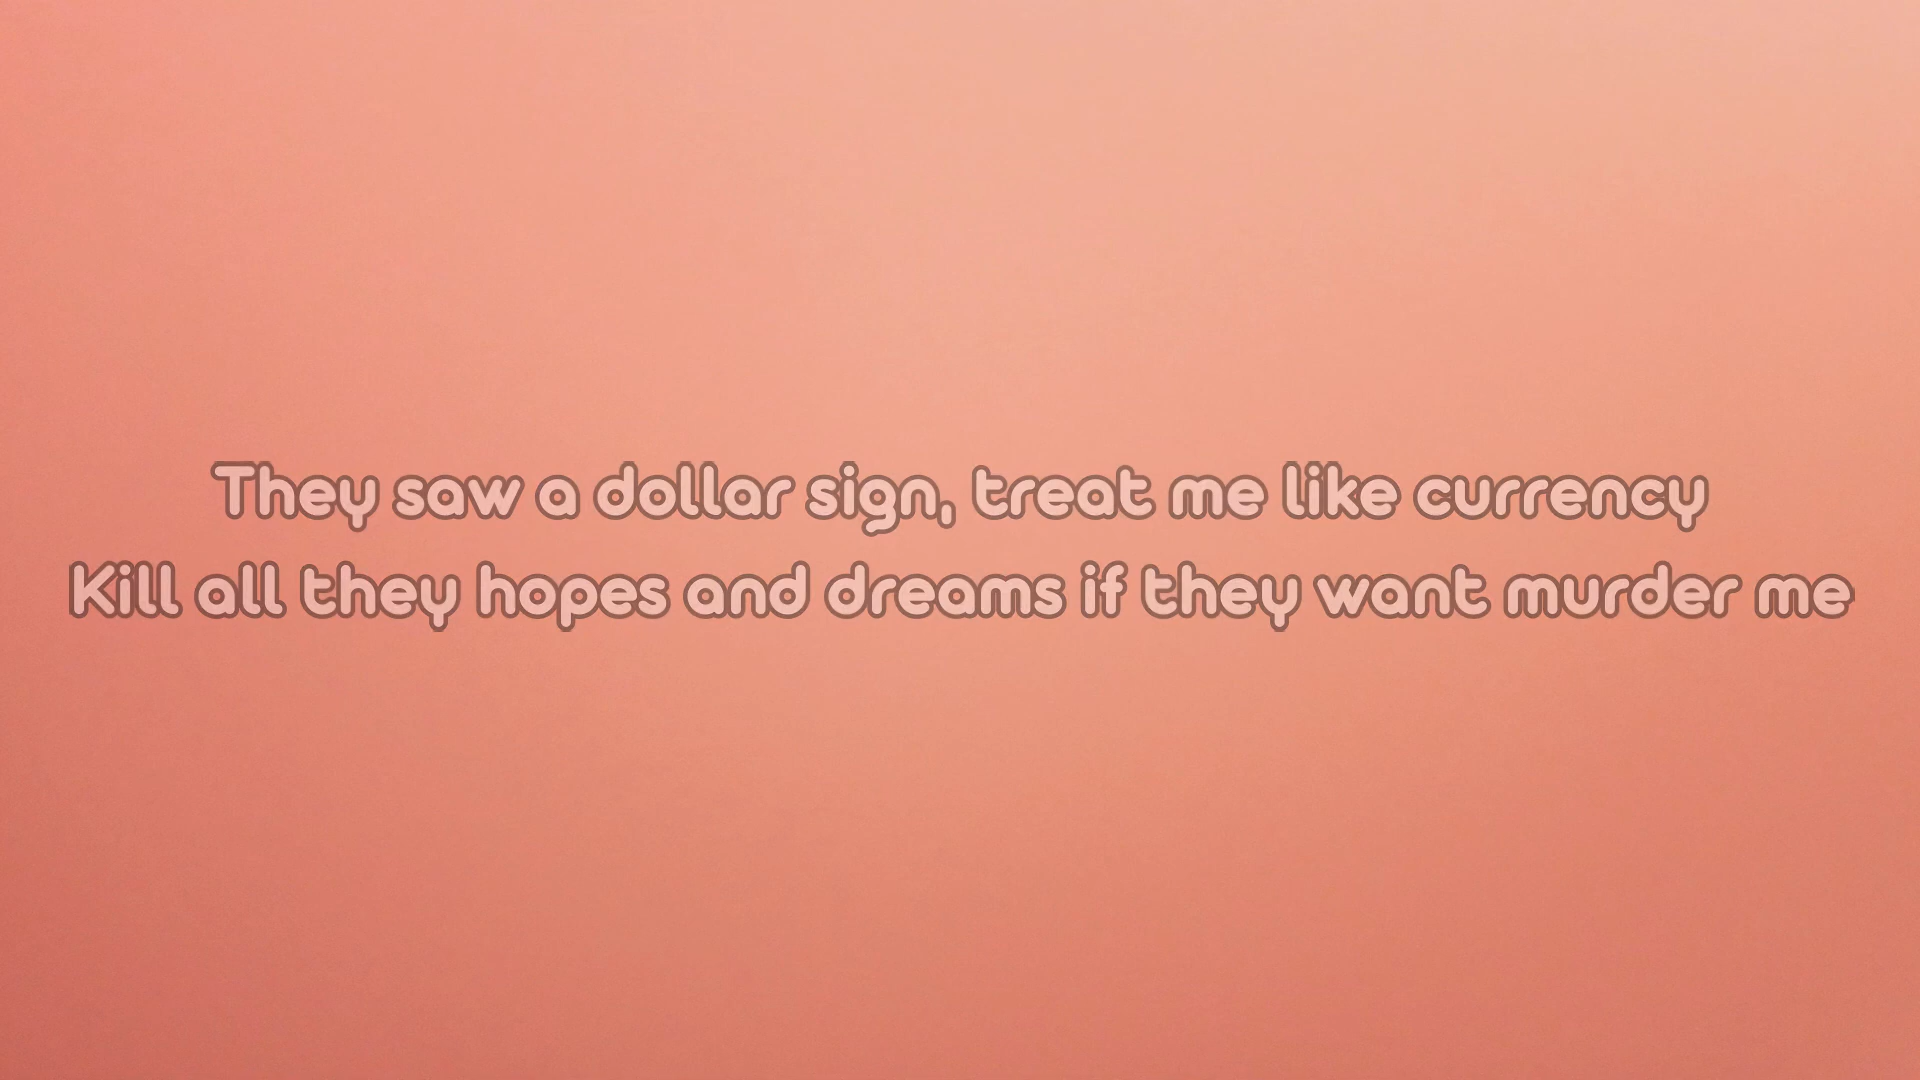 They saw a dollar sign, treat me like currency
Kill all they hopes and dreams if they want murder me